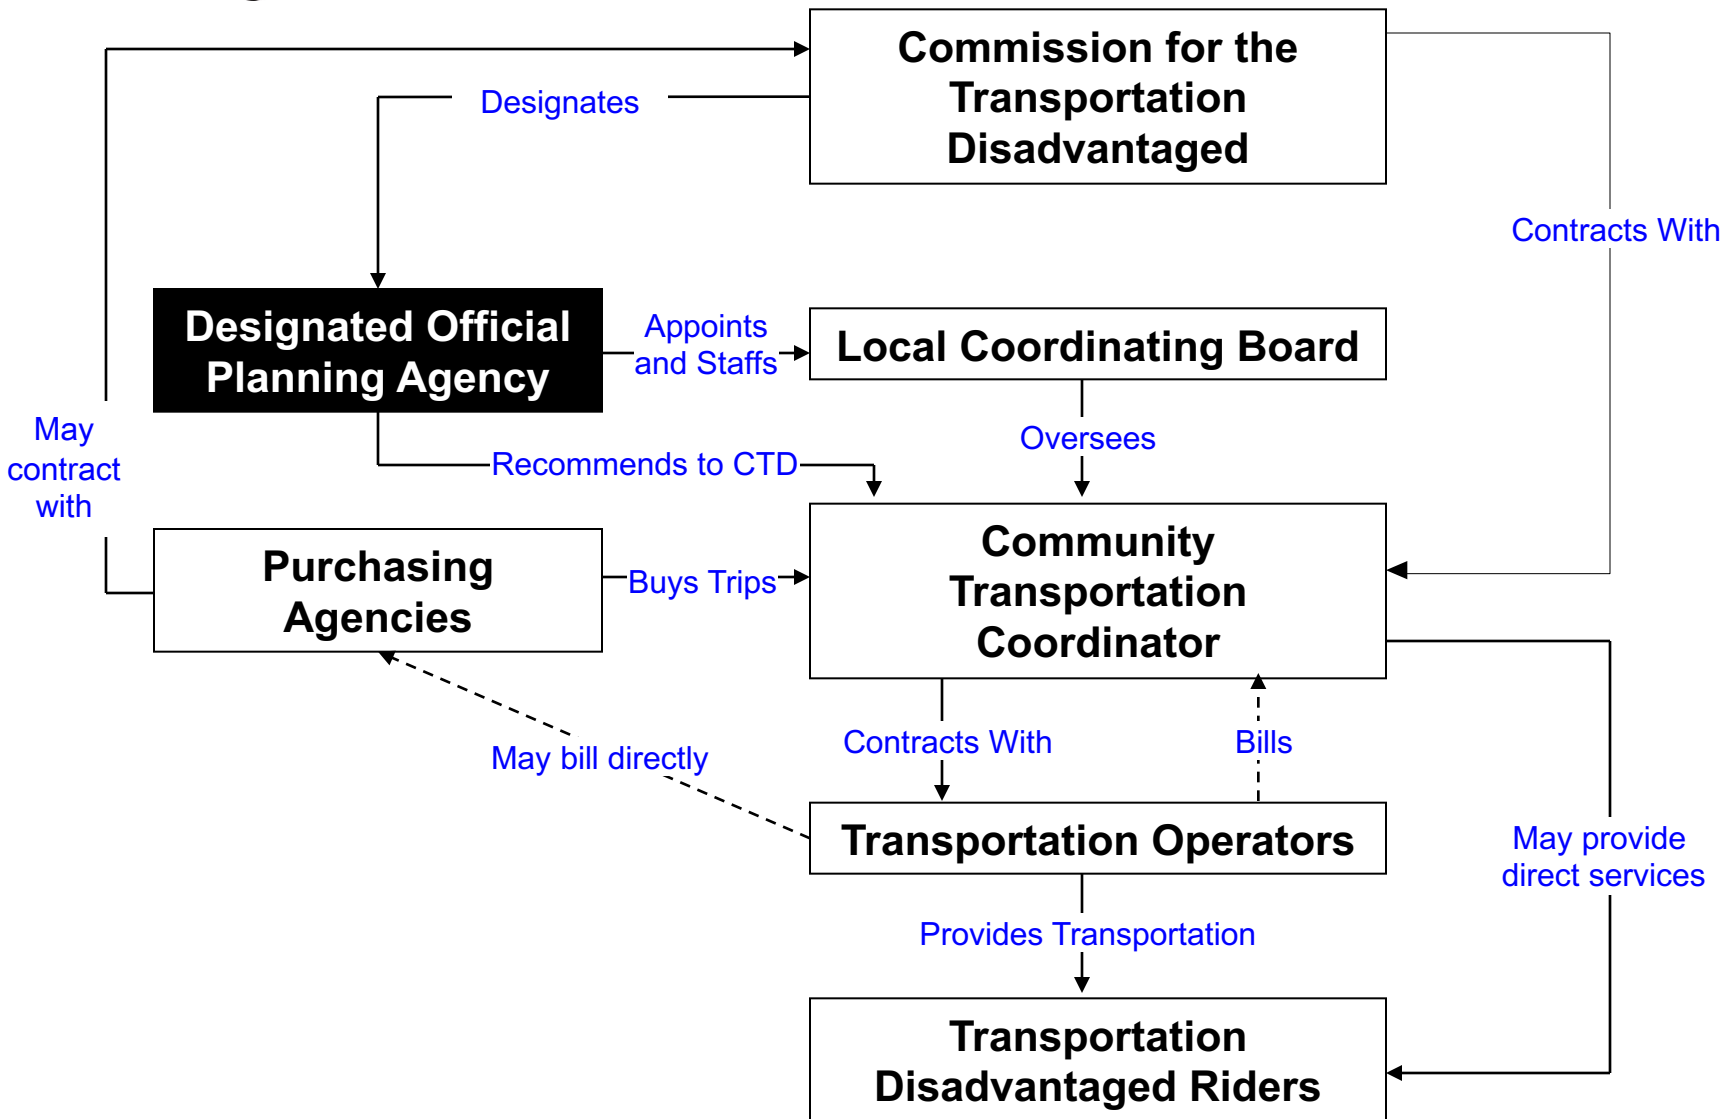 Commission for the
Transportation
Disadvantaged
Designates
Contracts With
Designated Official
Planning Agency
Appoints
and Staffs
Local Coordinating Board
May
contract
with
Oversees
Recommends to CTD
Purchasing
Agencies
Buys Trips
Community
Transportation
Coordinator
May bill directly
Contracts With
Bills
Transportation Operators
May provide
direct services
Provides Transportation
Transportation
Disadvantaged Riders